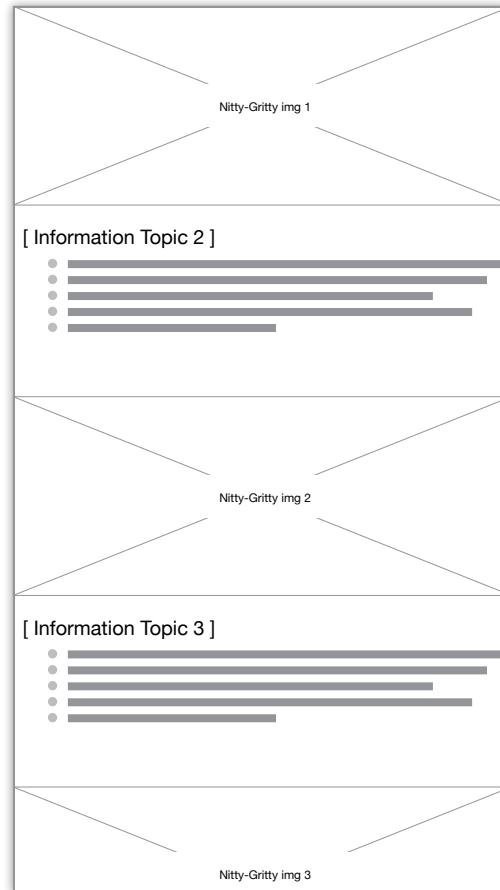 Nitty-Gritty img 1
[ Information Topic 2 ]
Nitty-Gritty img 2
[ Information Topic 3 ]
Nitty-Gritty img 3